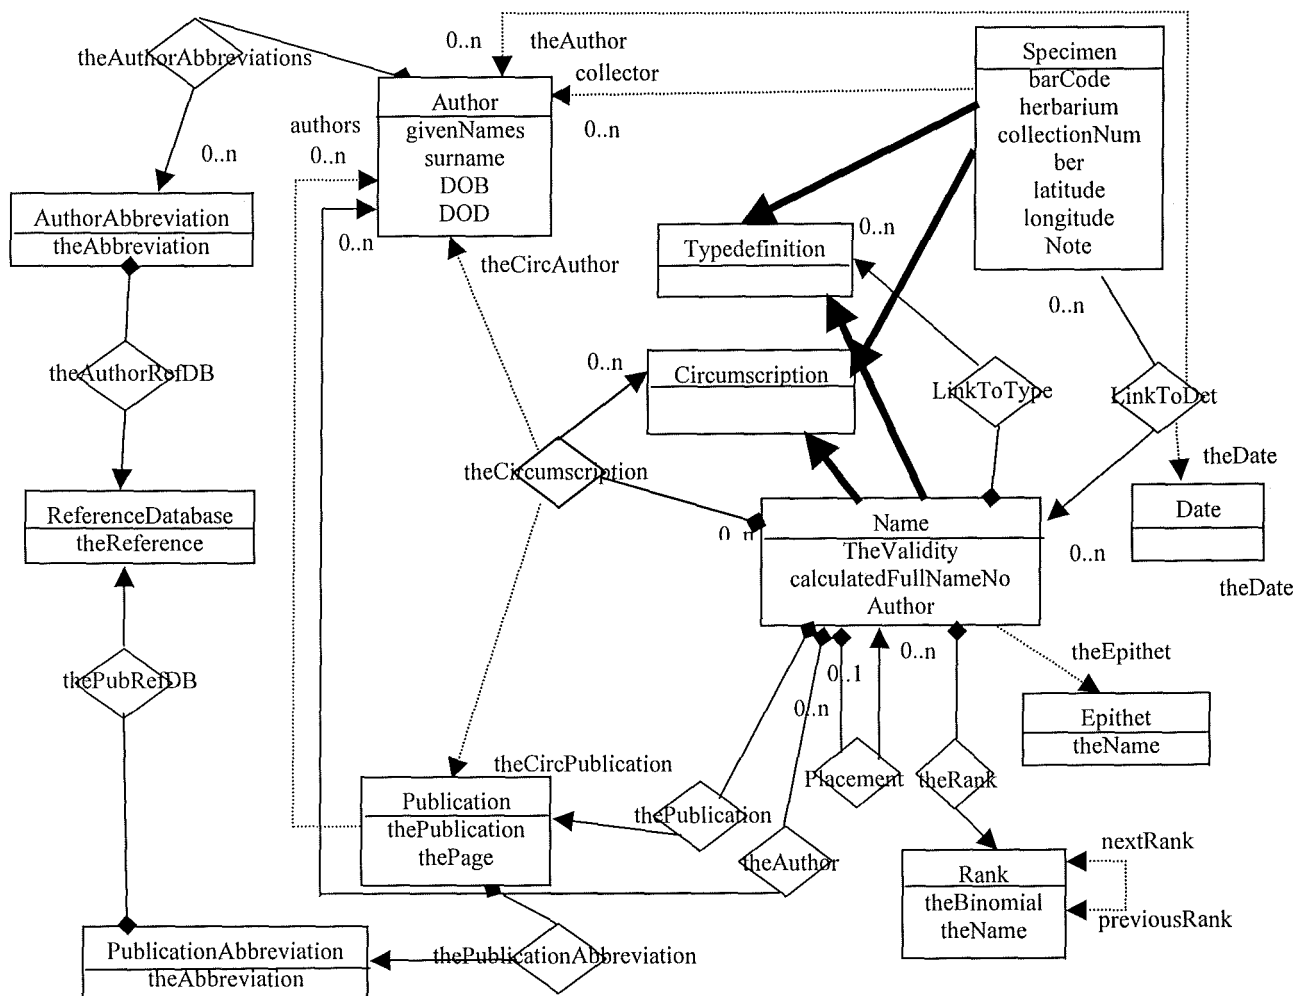 theAuthorAbbreviations
0..n
theAuthor
collector
0..n
Specimen
barCode
herbarium
collectionNum
ber
latitude
longitude
Note
Author
givenNames
surname
DOB
DOD
authors
0..n
0..n
0..n
AuthorAbbreviation
theAbbreviation
theCircAuthor
Typedefinition
0..n
0..n
theAuthorRefDB
0..n
Circumscription
LinkToType
LinkToDet
theCircumscription
theDate
Date
theDate
ReferenceDatabase
theReference
0..n
Name
TheValidity
calculatedFullNameNo
Author
0..n
thePubRefDB
0..1
0..n
0..n
theEpithet
Epithet
theName
theCircPublication
Publication
thePublication
thePage
thePublication
theAuthor
Placement
theRank
nextRank
previousRank
Rank
theBinomial
theName
PublicationAbbreviation
theAbbreviation
thePublicationAbbreviation